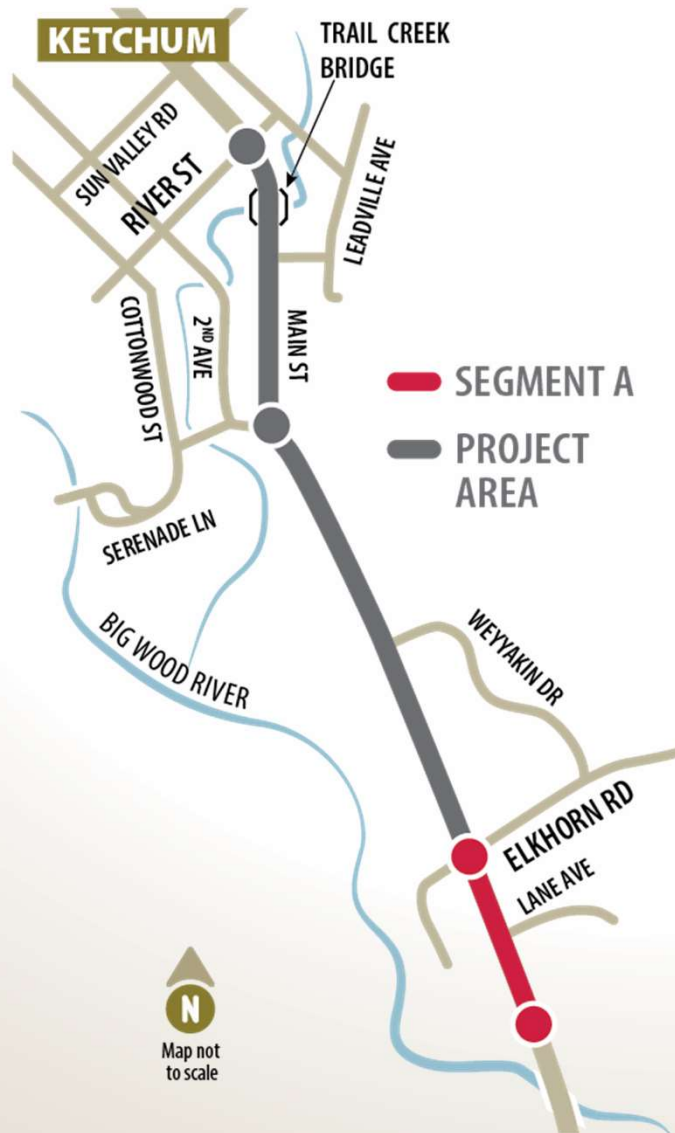 KETCHUM
TRAIL CREEK
BRIDGE
SUN VALLEY RD
RIVER ST
LEADVILLE AVE
COTTONWOOD ST
2ND AVE
MAIN ST
SEGMENT A
PROJECT
AREA
SERENADE LN
BIG WOOD RIVER
WEYYAKIN DR
ELKHORN RD
LANE AVE
N
Map not
to scale